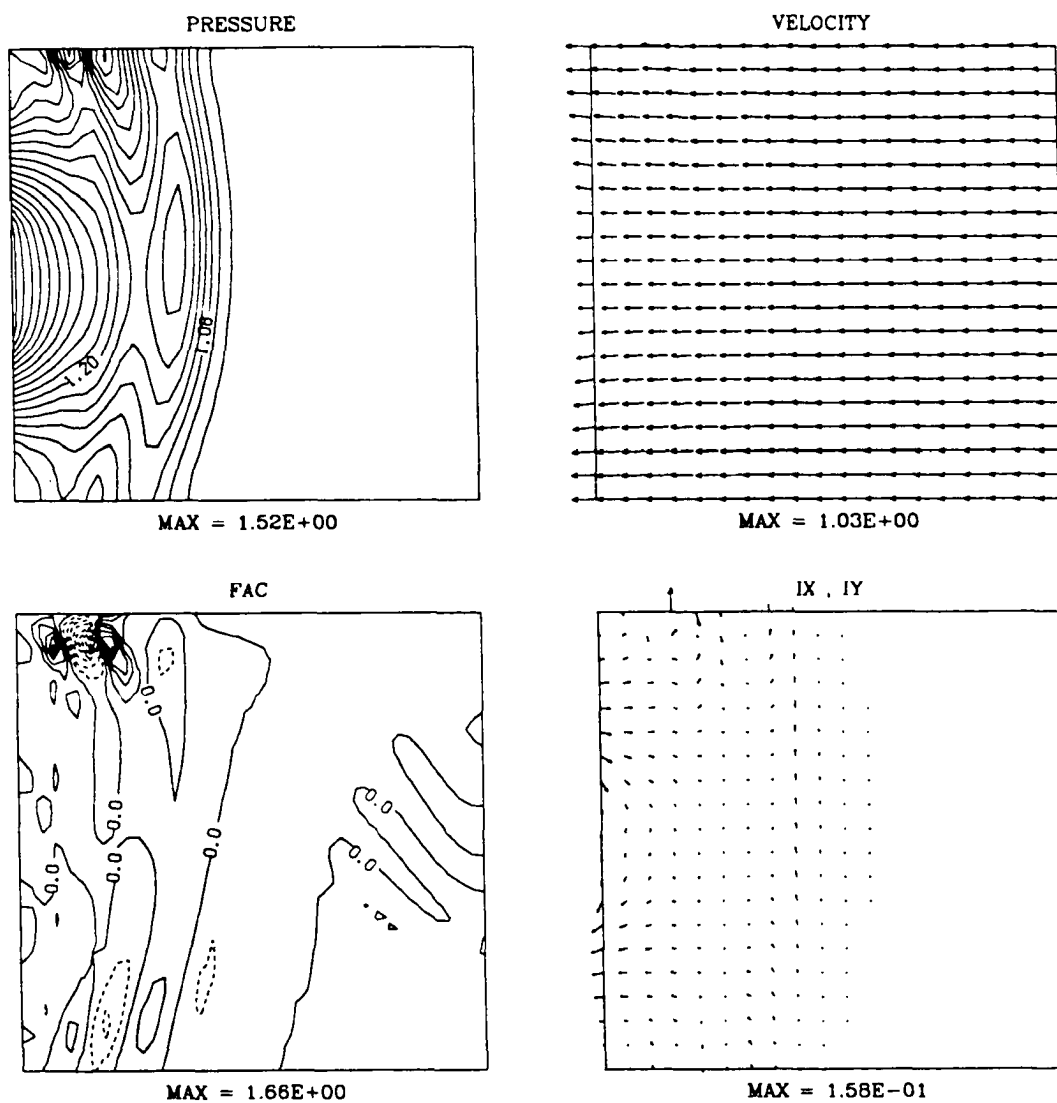 PRESSURE
1.20
1.08
MAX = 1.52E+00
VELOCITY
MAX = 1.03E+00
FAC
0.0
0.0
0.0
0.0
0.0
0.0
0.0
MAX = 1.66E+00
IX , IY
MAX = 1.58E-01